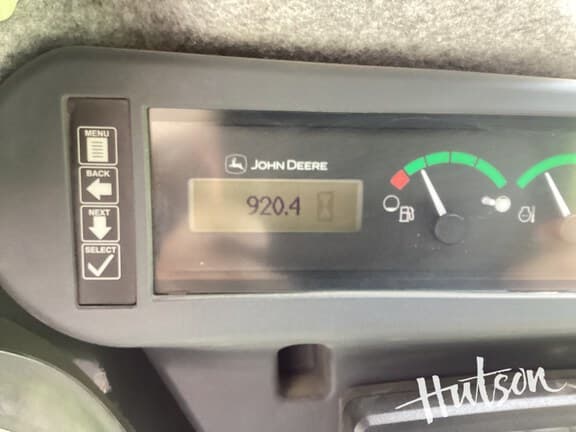 MENU
BACK
NEXT
SELECT
JOHN DEERE
920.4
Hutson